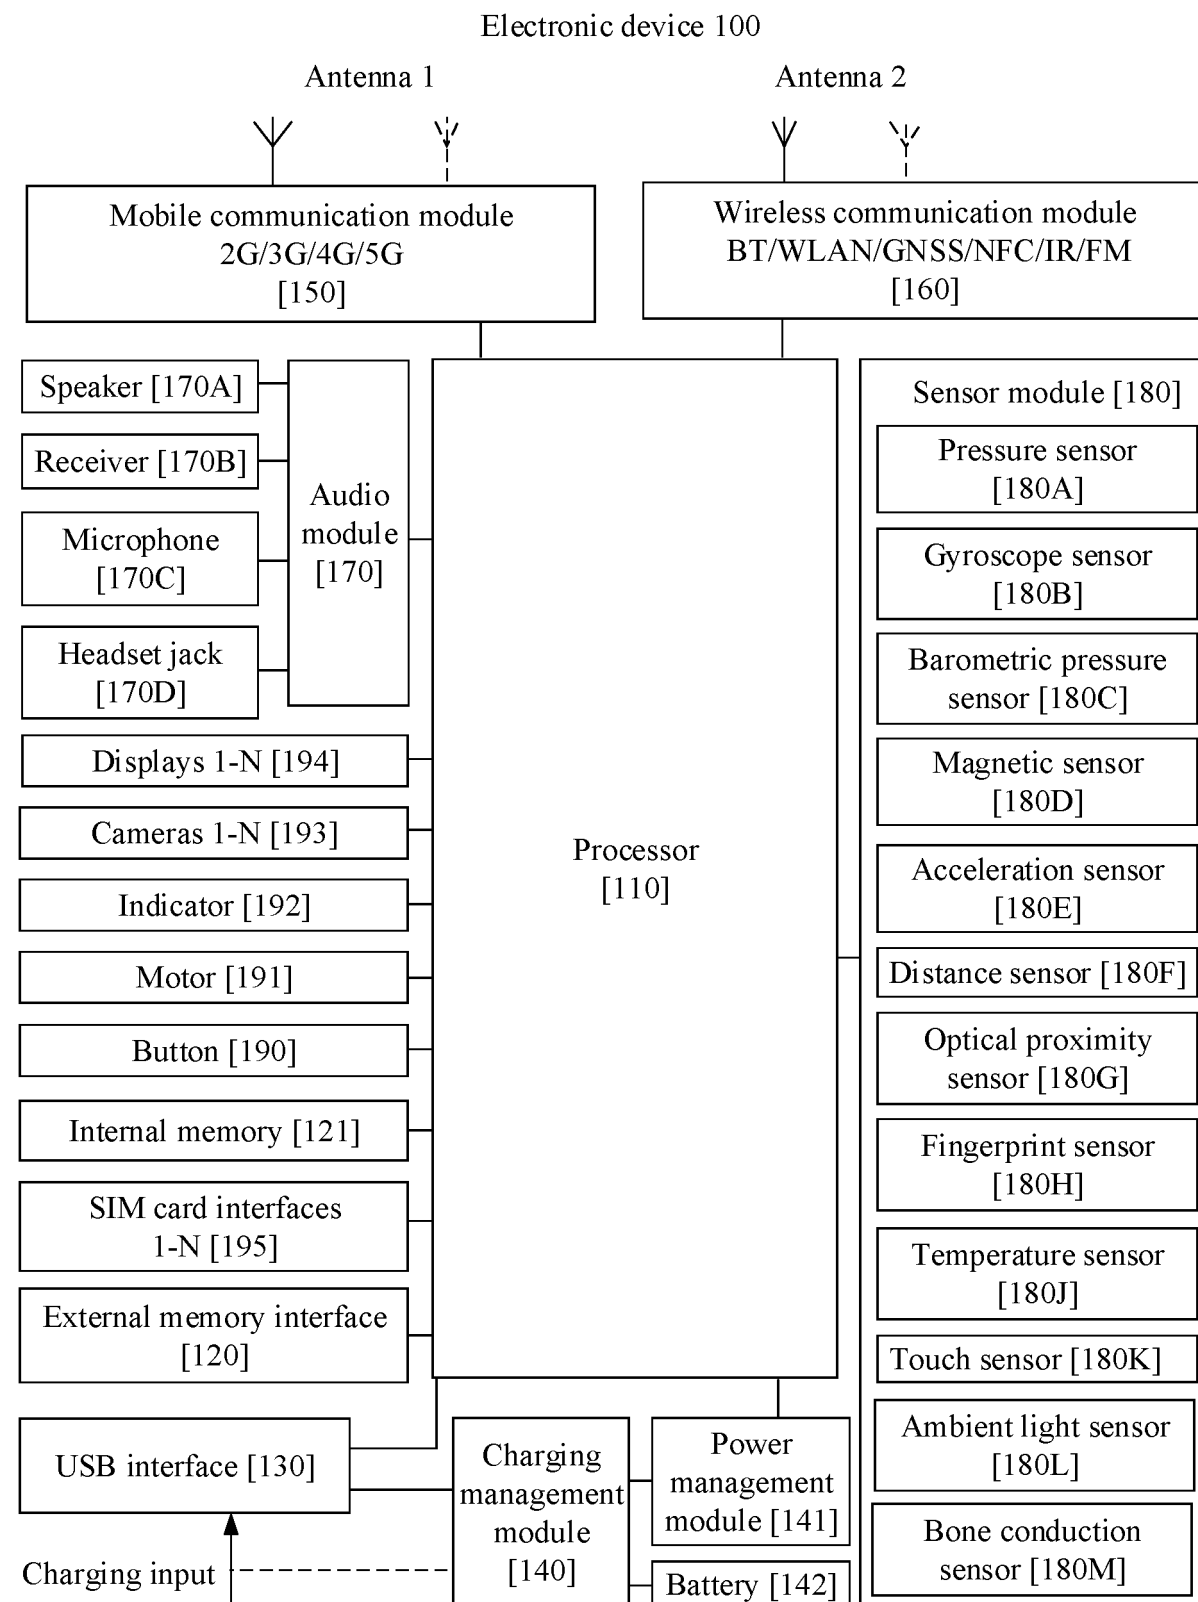 Electronic device 100
Antenna 1
Antenna 2
Mobile communication module
2G/3G/4G/5G
[150]
Wireless communication module
BT/WLAN/GNSS/NFC/IR/FM
[160]
Speaker [170A]
Receiver [170B]
Microphone
[170C]
Headset jack
[170D]
Audio
module
[170]
Displays 1-N [194]
Cameras 1-N [193]
Indicator [192]
Motor [191]
Button [190]
Internal memory [121]
SIM card interfaces
1-N [195]
External memory interface
[120]
USB interface [130]
Charging input
Processor
[110]
Charging
management
module
[140]
Power
management
module [141]
Battery [142]
Sensor module [180]
Pressure sensor
[180A]
Gyroscope sensor
[180B]
Barometric pressure
sensor [180C]
Magnetic sensor
[180D]
Acceleration sensor
[180E]
Distance sensor [180F]
Optical proximity
sensor [180G]
Fingerprint sensor
[180H]
Temperature sensor
[180J]
Touch sensor [180K]
Ambient light sensor
[180L]
Bone conduction
sensor [180M]